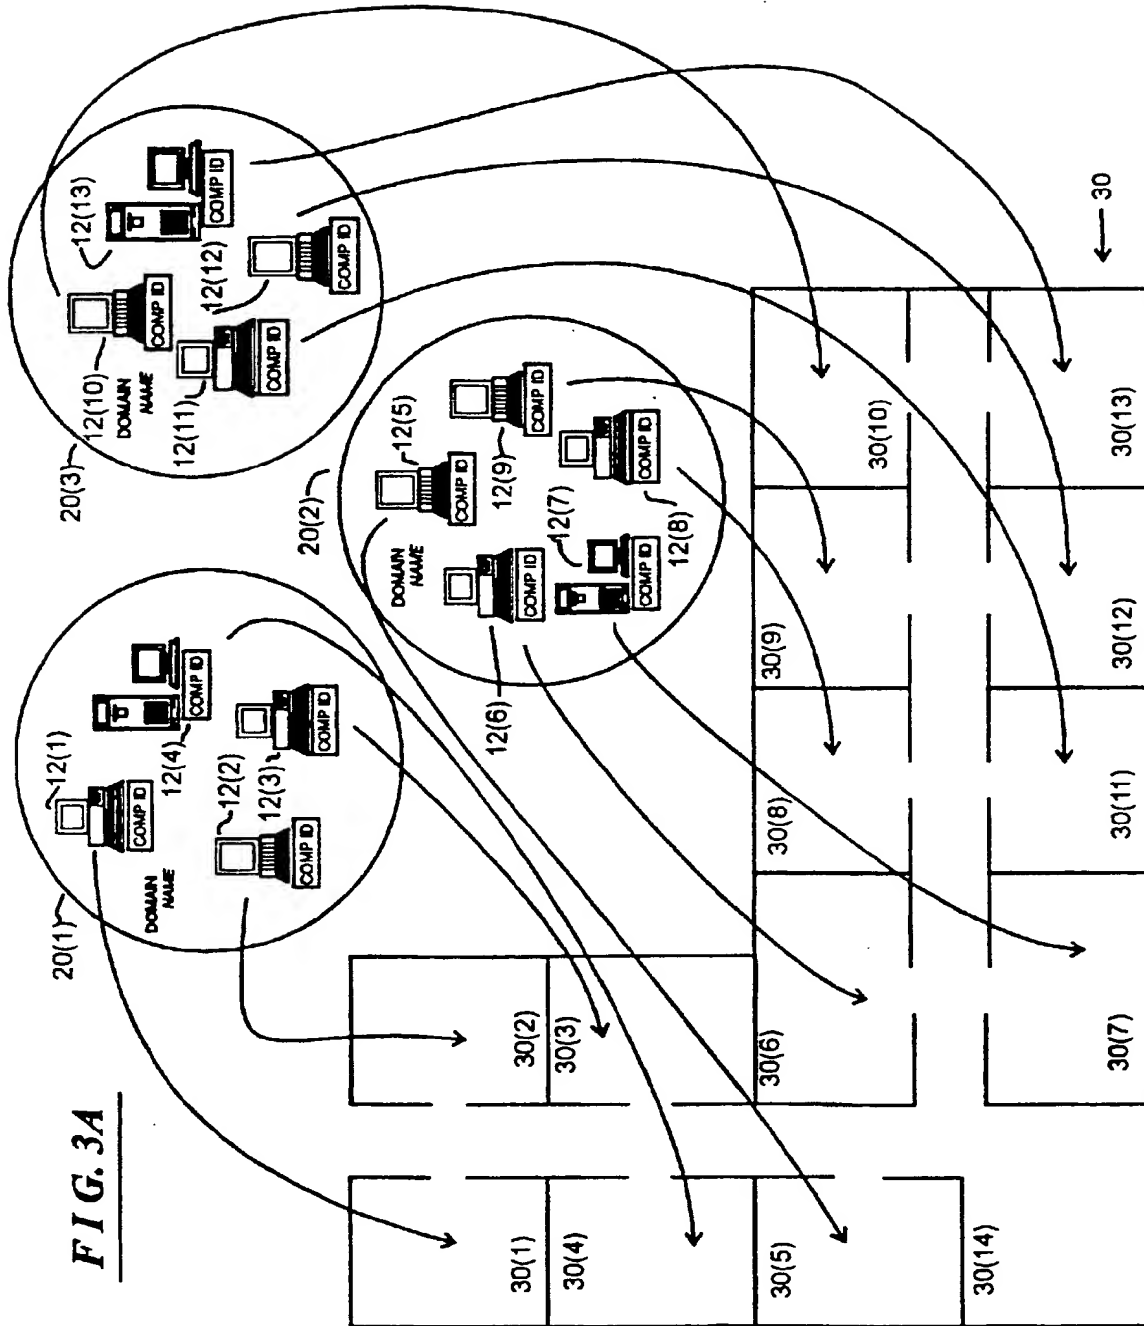 FIG. 3A
20(1)
DOMAIN
NAME
12(1)
COMP ID
12(2)
COMP ID
12(3)
COMP ID
12(4)
COMP ID
20(2)
DOMAIN
NAME
12(5)
COMP ID
12(6)
COMP ID
12(7)
COMP ID
12(8)
COMP ID
12(9)
COMP ID
20(3)
DOMAIN
NAME
12(10)
COMP ID
12(11)
COMP ID
12(12)
COMP ID
12(13)
COMP ID
30(1)
30(2)
30(3)
30(4)
30(5)
30(6)
30(7)
30(8)
30(9)
30(10)
30(11)
30(12)
30(13)
30(14)
30